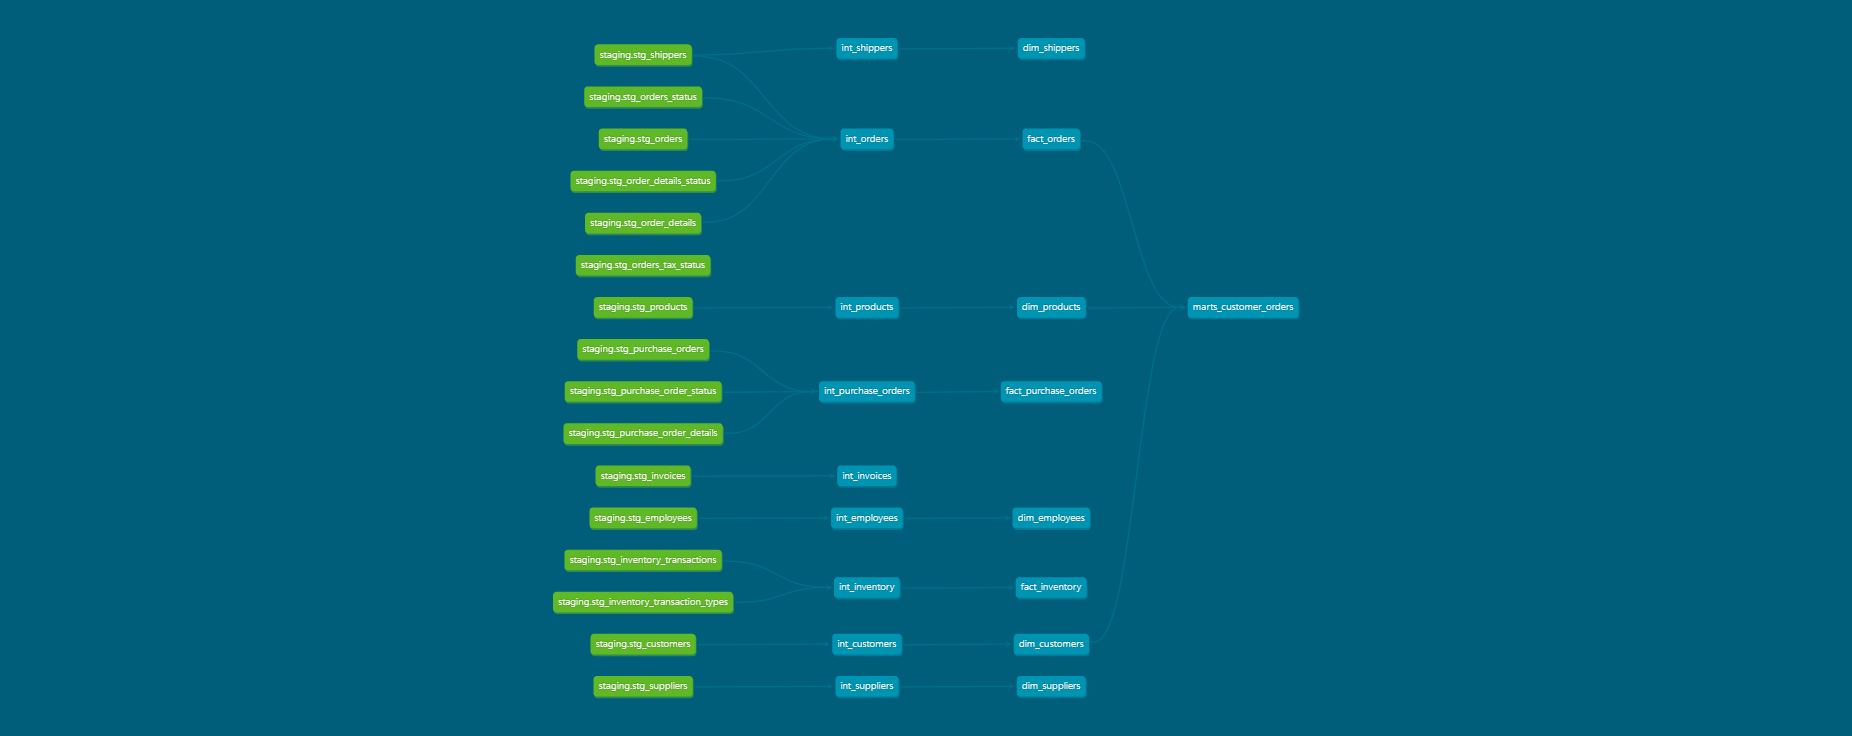 staging.stg_shippers
int_shippers
dim_shippers
staging.stg_orders_status
staging.stg_orders
int_orders
fact_orders
staging.stg_order_details_status
staging.stg_order_details
staging.stg_orders_tax_status
staging.stg_products
int_products
dim_products
marts_customer_orders
staging.stg_purchase_orders
staging.stg_purchase_order_status
int_purchase_orders
fact_purchase_orders
staging.stg_purchase_order_details
staging.stg_invoices
int_invoices
staging.stg_employees
int_employees
dim_employees
staging.stg_inventory_transactions
int_inventory
fact_inventory
staging.stg_inventory_transaction_types
staging.stg_customers
int_customers
dim_customers
staging.stg_suppliers
int_suppliers
dim_suppliers